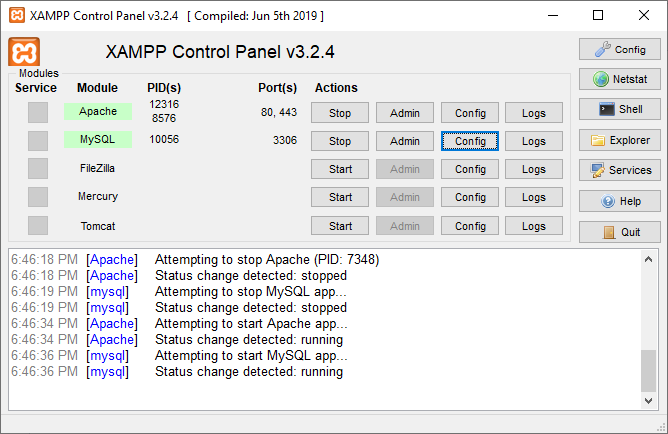 XAMPP Control Panel v3.2.4 [ Compiled: Jun 5th 2019 ]
XAMPP Control Panel v3.2.4
Config
Modules
Service Module PID(s) Port(s) Actions
Netstat
Apache 12316 8576 80, 443 Stop Admin Config Logs
Shell
MySQL 10056 3306 Stop Admin Config Logs
Explorer
FileZilla Start Admin Config Logs
Services
Mercury Start Admin Config Logs
Help
Tomcat Start Admin Config Logs
Quit
6:46:18 PM [Apache] Attempting to stop Apache (PID: 7348)
6:46:18 PM [Apache] Status change detected: stopped
6:46:19 PM [mysql] Attempting to stop MySQL app...
6:46:19 PM [mysql] Status change detected: stopped
6:46:34 PM [Apache] Attempting to start Apache app...
6:46:34 PM [Apache] Status change detected: running
6:46:36 PM [mysql] Attempting to start MySQL app...
6:46:36 PM [mysql] Status change detected: running